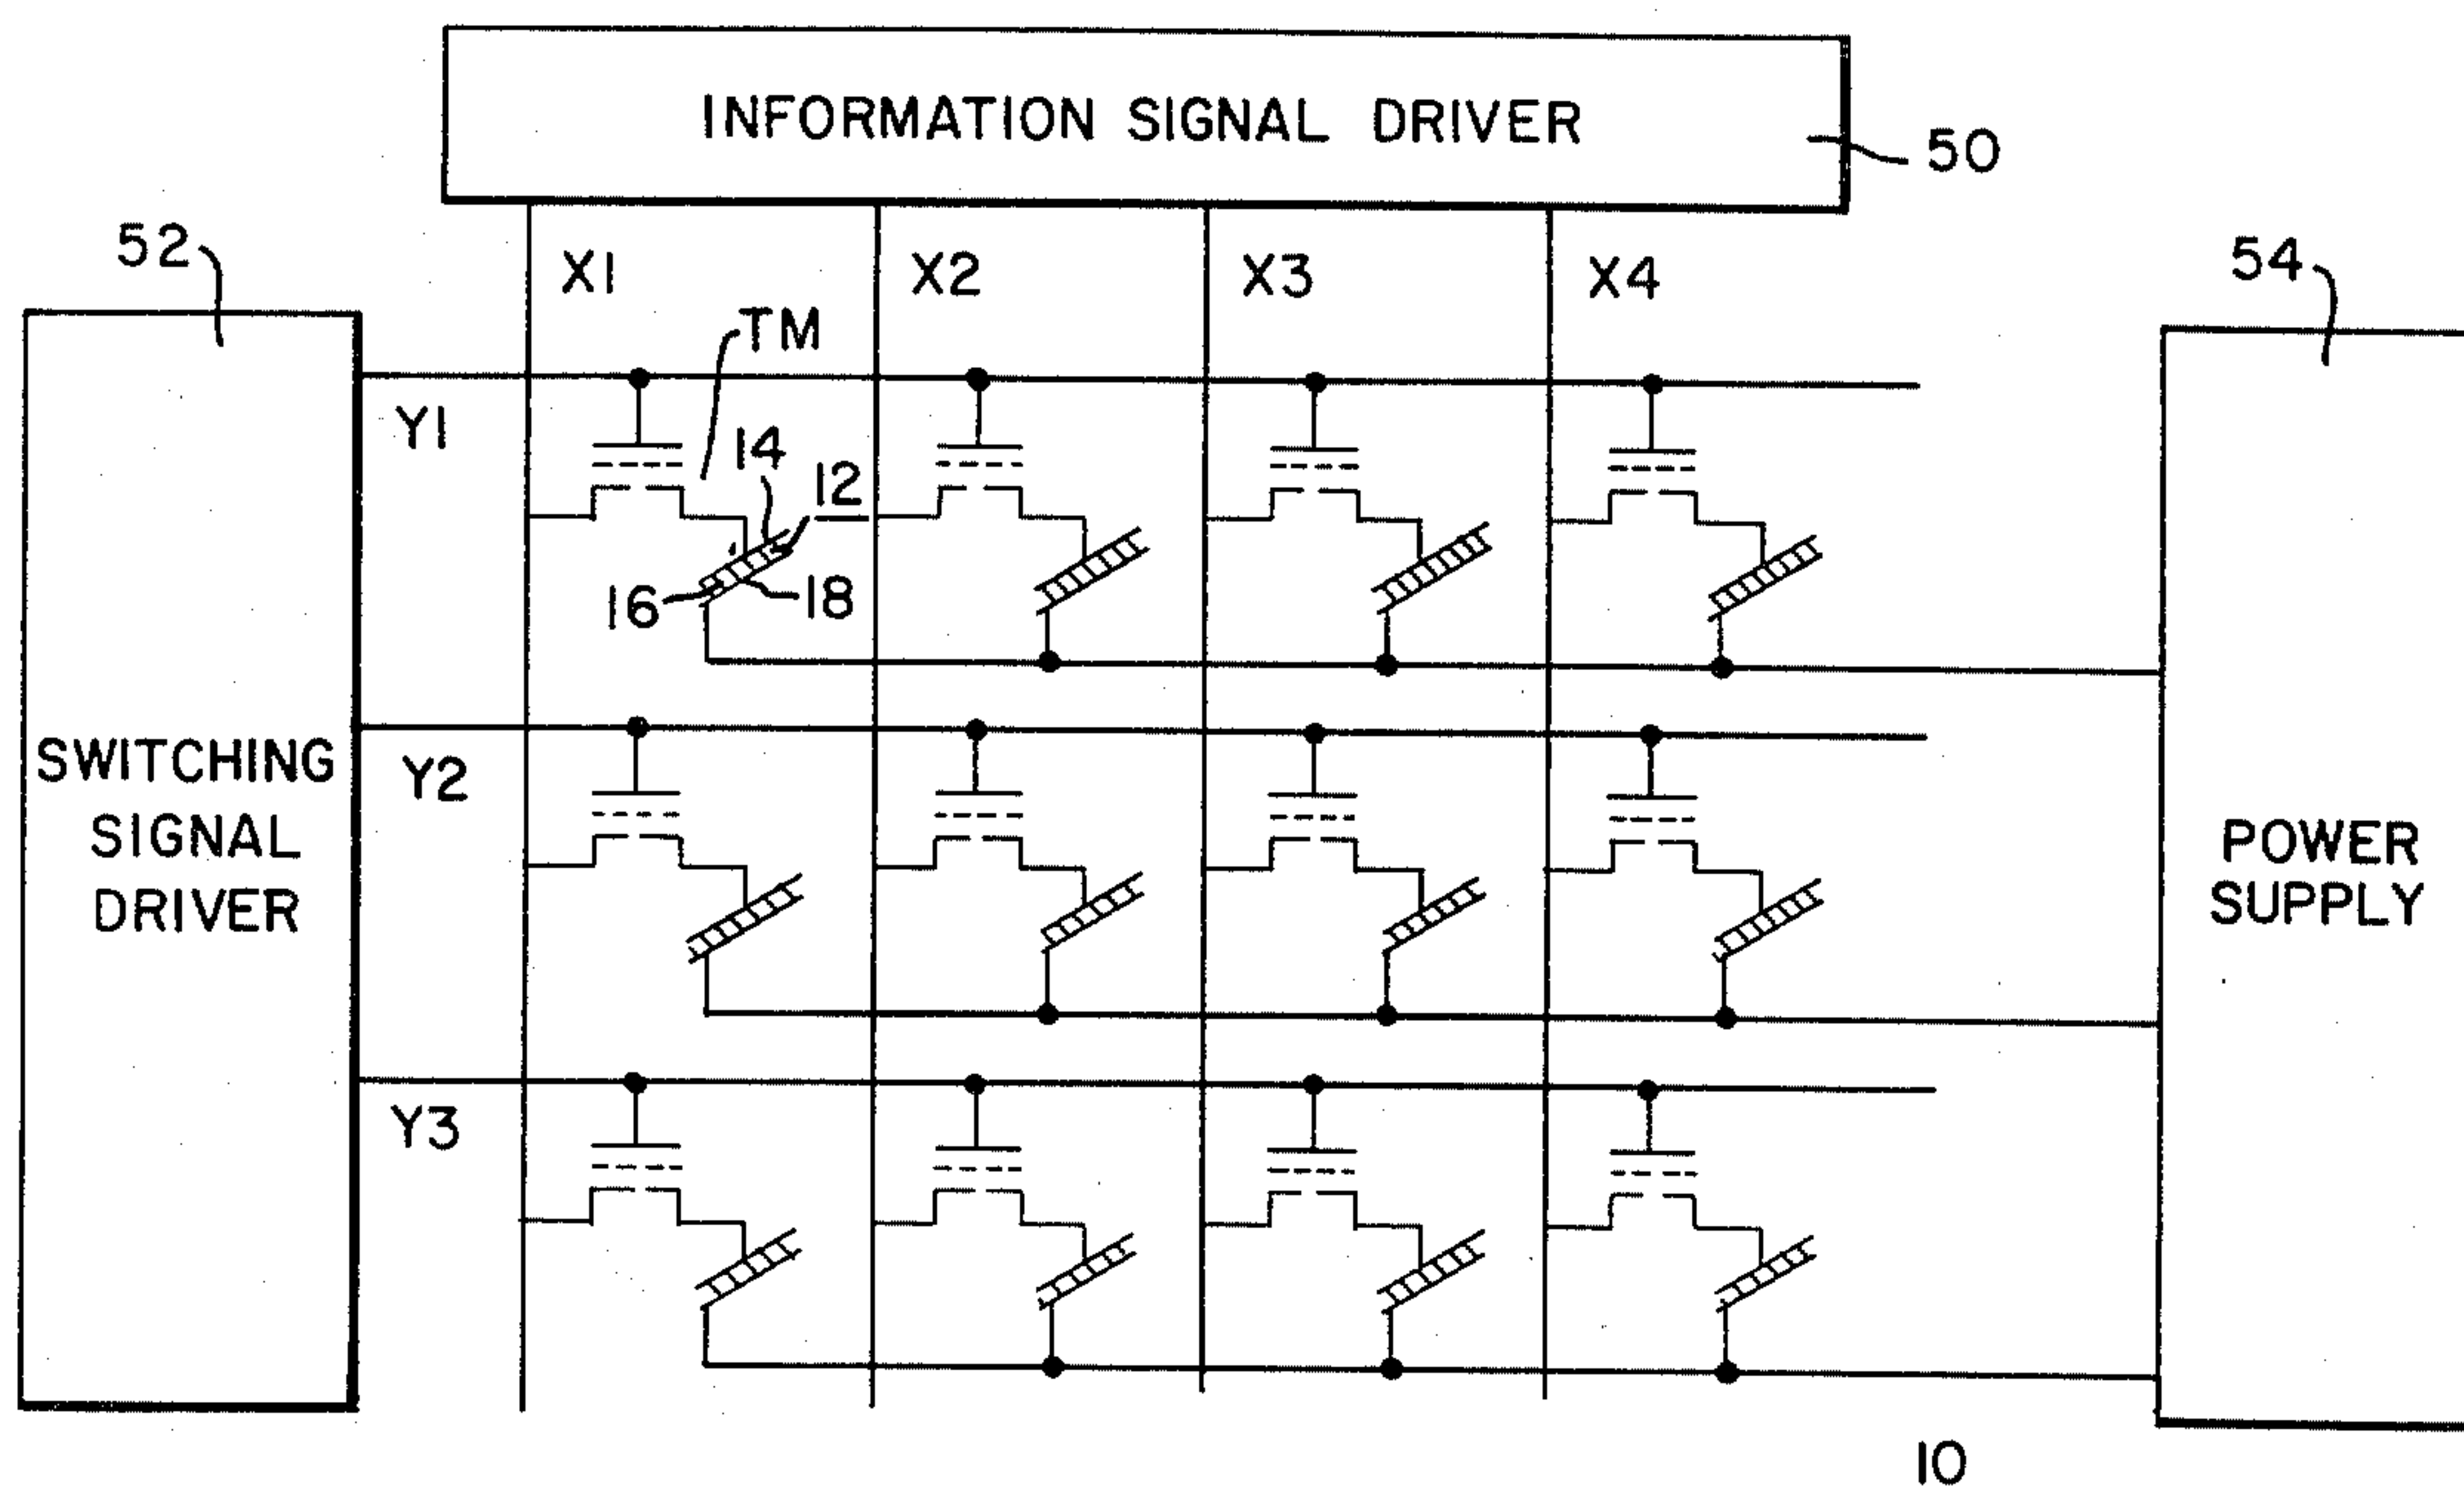 INFORMATION SIGNAL DRIVER
50
52
54
X1
X2
X3
X4
TM
Y1
14
12
16
18
Y2
SWITCHING
SIGNAL
DRIVER
POWER
SUPPLY
Y3
10